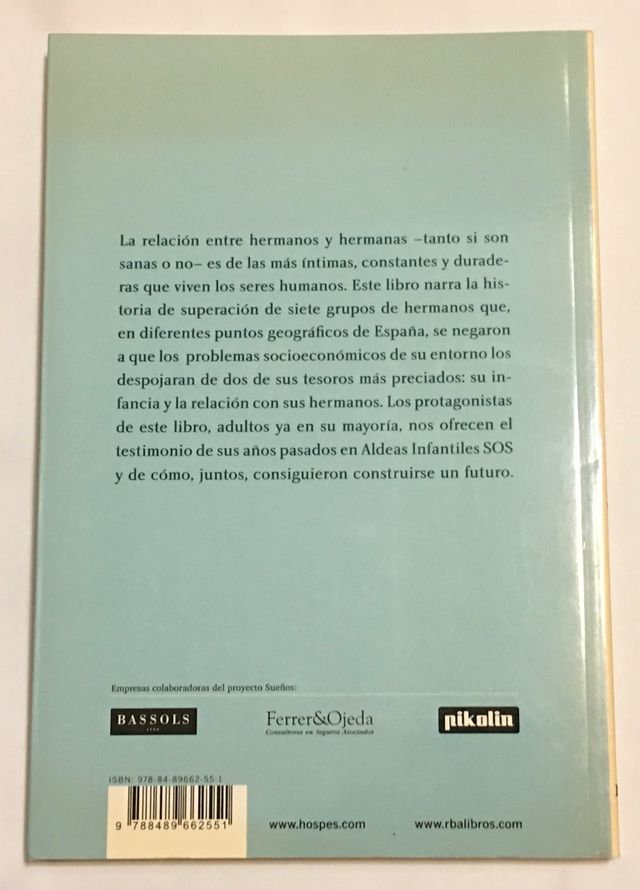 La relación entre hermanos y hermanas –tanto si son
sanas o no– es de las más íntimas, constantes y durade-
ras que viven los seres humanos. Este libro narra la his-
toria de superación de siete grupos de hermanos que,
en diferentes puntos geográficos de España, se negaron
a que los problemas socioeconómicos de su entorno los
despojaran de dos de sus tesoros más preciados: su in-
fancia y la relación con sus hermanos. Los protagonistas
de este libro, adultos ya en su mayoría, nos ofrecen el
testimonio de sus años pasados en Aldeas Infantiles SOS
y de cómo, juntos, consiguieron construirse un futuro.
Empresas colaboradoras del proyecto Sueños:
BASSOLS
Ferrer&Ojeda
Consultores en Seguros Asociados
pikolin
ISBN: 978-84-89662-55-1
9 788489 662551
www.hospes.com
www.rbalibros.com